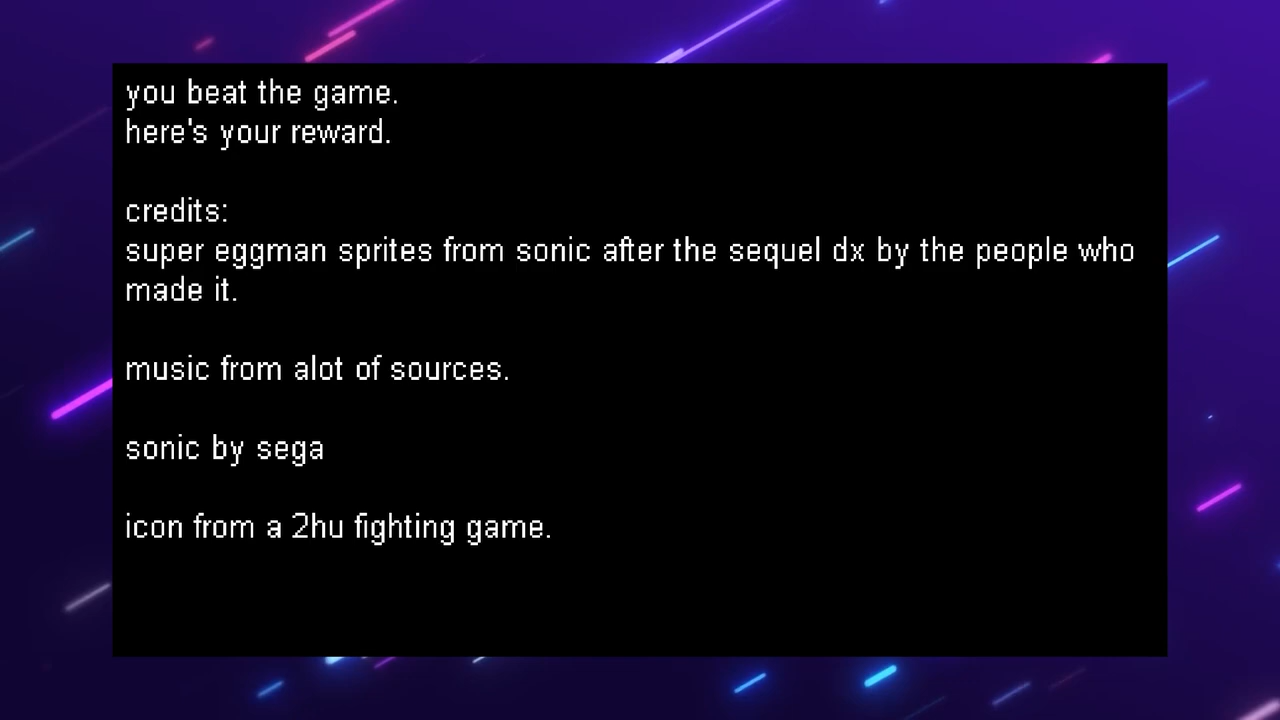 you beat the game.
here's your reward.
credits:
super eggman sprites from sonic after the sequel dx by the people who
made it.
music from alot of sources.
sonic by sega
icon from a 2hu fighting game.